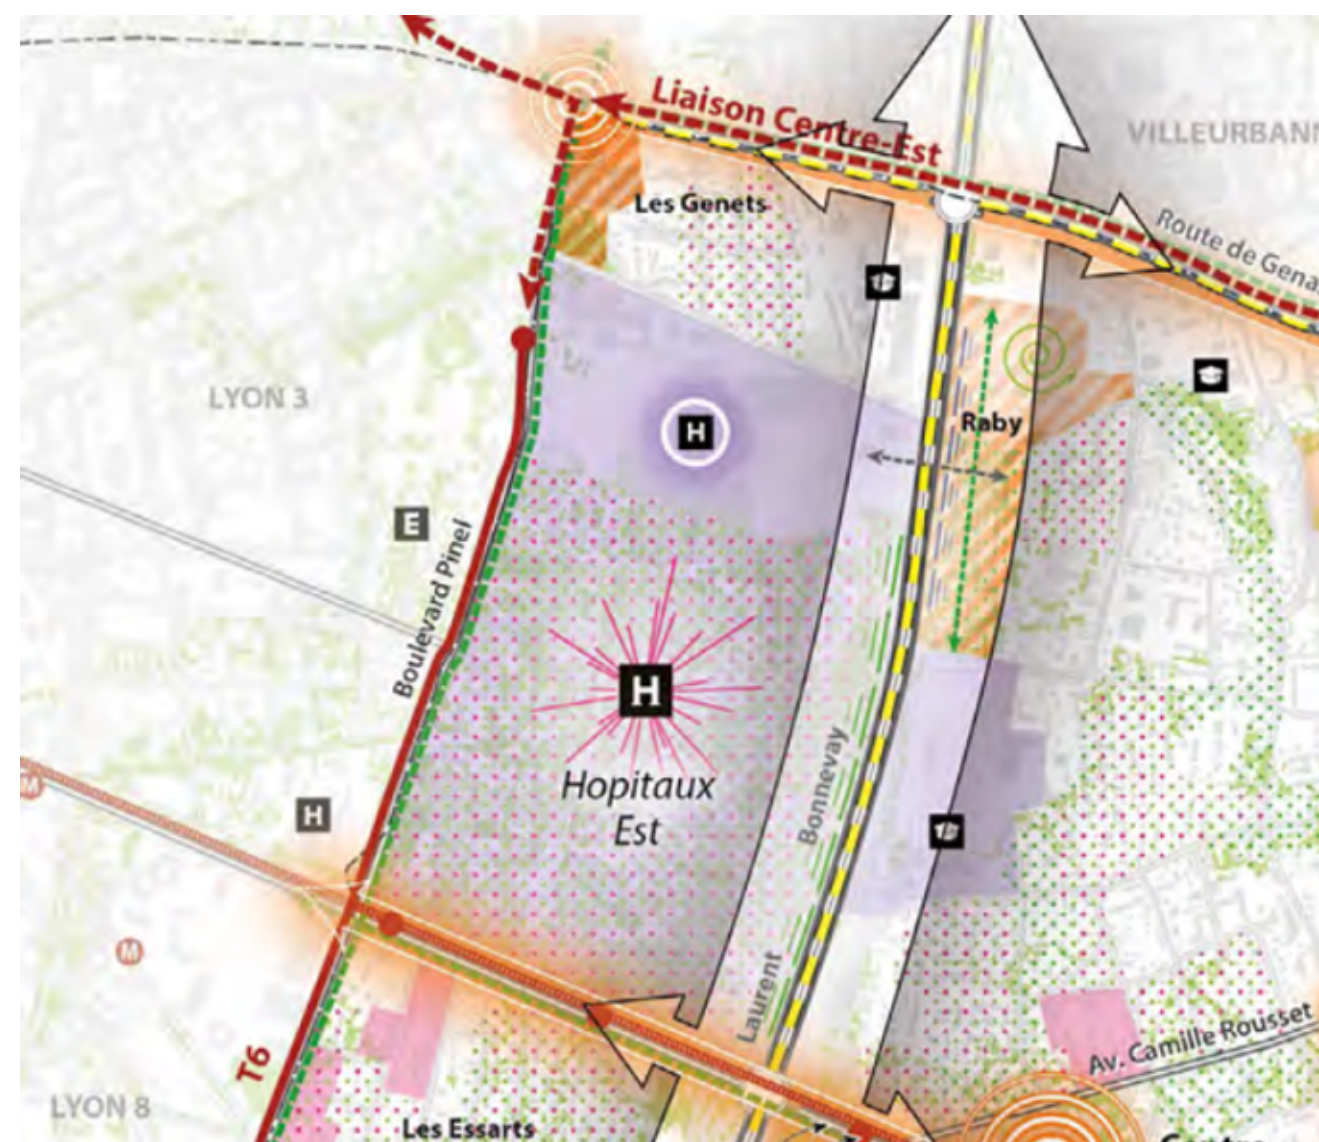 Liaison Centre-Est
VILLEURBANN
Les Genets
Route de Gena
LYON 3
H
Raby
E
Boulevard Pinel
H
Hopitaux
Est
Bonnevay
H
M
M
Laurent
Av. Camille Rousset
T6
LYON 8
Les Essarts